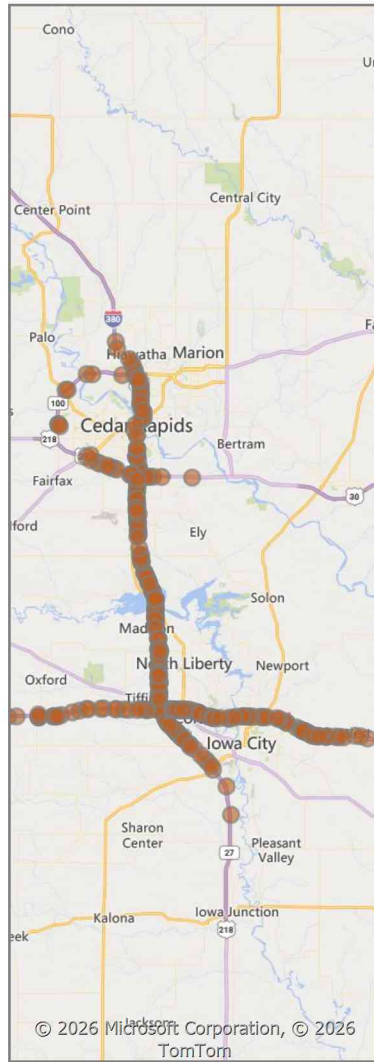 Cono
Central City
Center Point
380
Palo
Hiawatha
Marion
100
Cedar Rapids
218
Bertram
Fairfax
30
Ely
Solon
North Liberty
Newport
Oxford
Iowa City
Sharon
Center
Pleasant
Valley
27
Kalona
Iowa Junction
218
eek
© 2026 Microsoft Corporation, © 2026
TomTom